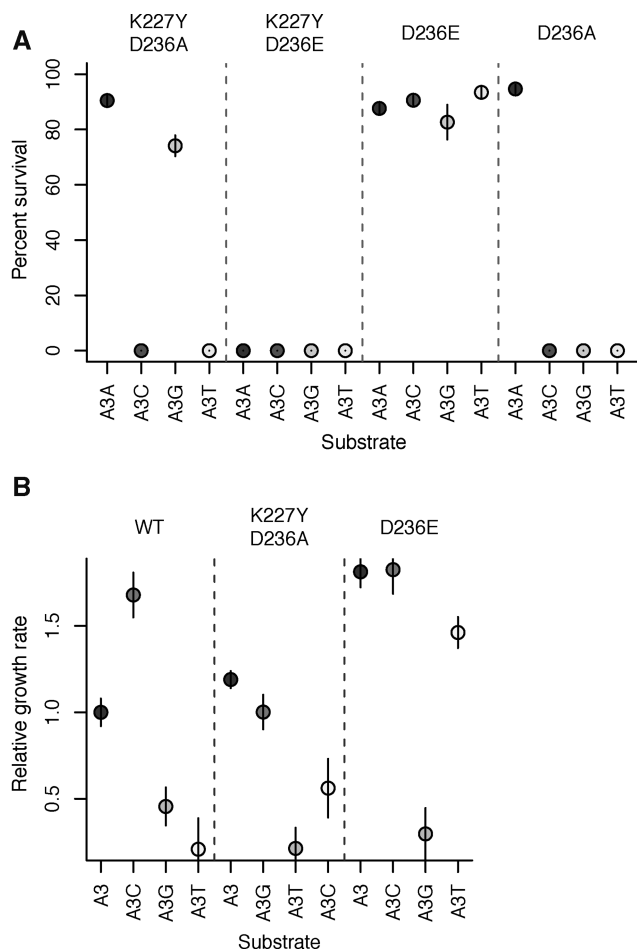 A
K227Y
D236A
K227Y
D236E
D236E
D236A
Percent survival
100
80
60
40
20
0
A3A
A3C
A3G
A3T
A3A
A3C
A3G
A3T
A3A
A3C
A3G
A3T
A3A
A3C
A3G
A3T
Substrate
B
WT
K227Y
D236A
D236E
Relative growth rate
1.5
1.0
0.5
A3
A3C
A3G
A3T
A3
A3G
A3T
A3C
A3
A3C
A3G
A3T
Substrate